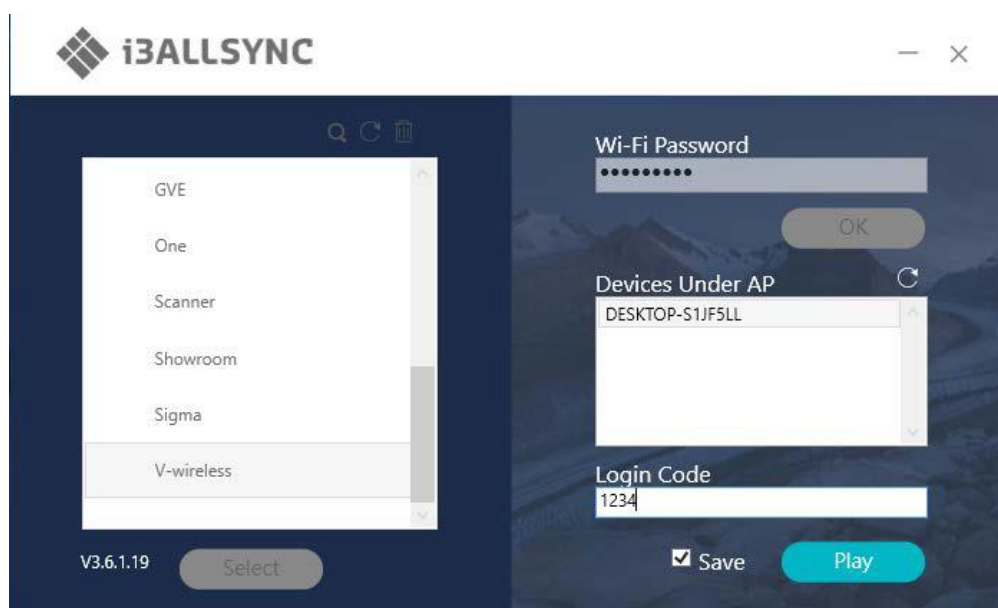 i3ALLSYNC
GVE
One
Scanner
Showroom
Sigma
V-wireless
V3.6.1.19
Select
Wi-Fi Password
•••••••••
OK
Devices Under AP
DESKTOP-S1JF5LL
Login Code
1234
Save
Play